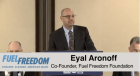 FUEL FREEDOM
Eyal Aronoff
Co-Founder, Fuel Freedom Foundation